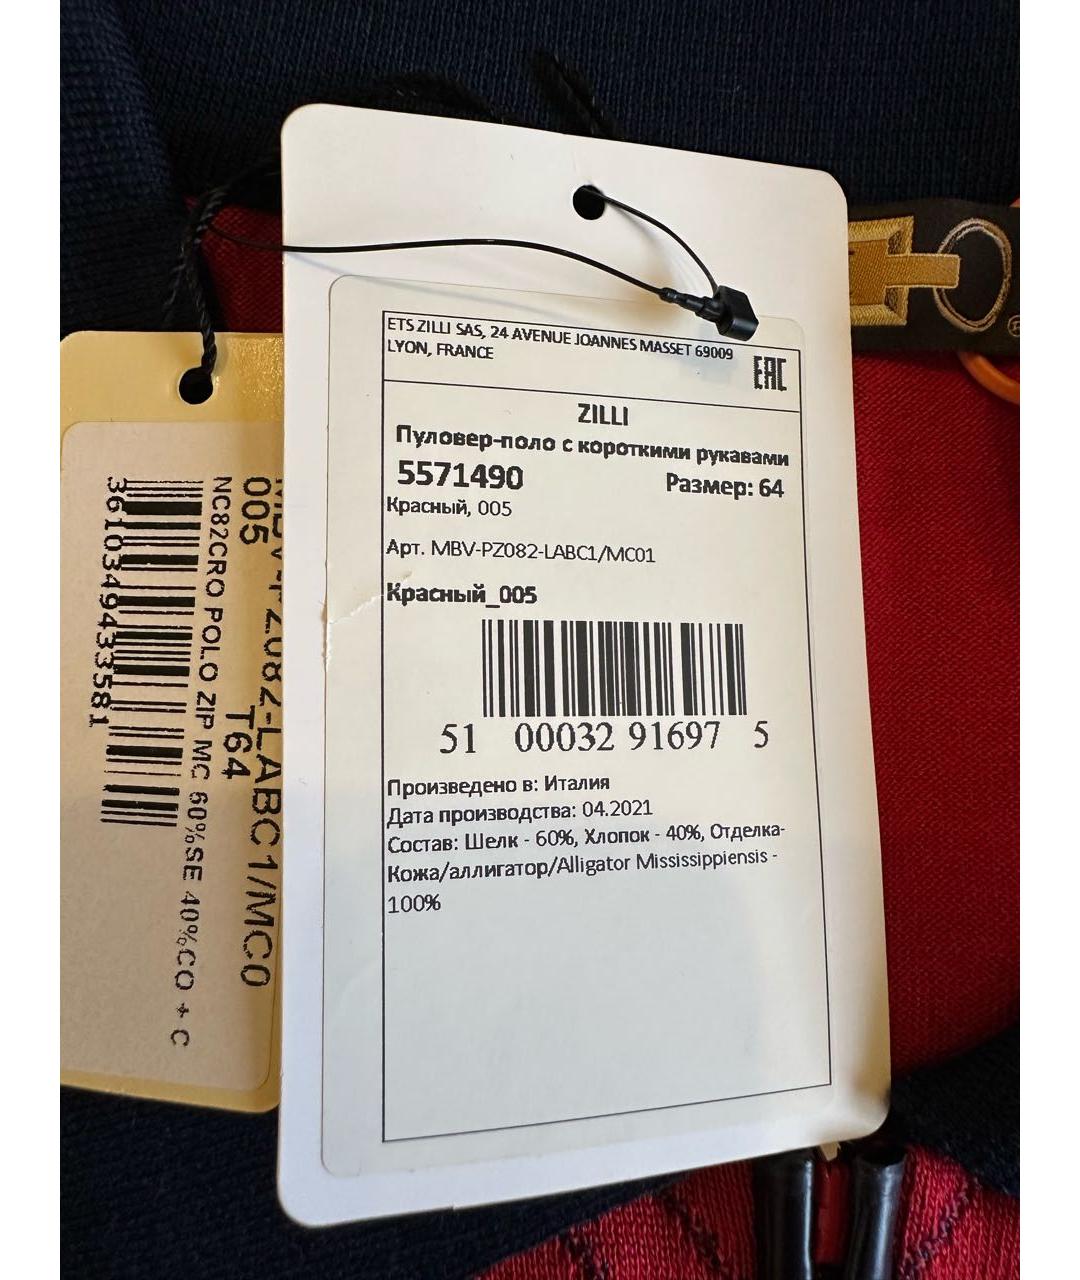 ETS ZILLI SAS, 24 AVENUE JOANNES MASSET 69009
LYON, FRANCE
EAC
ZILLI
Пуловер-поло с короткими рукавами
5571490
Размер: 64
Красный, 005
Арт. MBV-PZ082-LABC1/MC01
Красный_005
51 00032 91697 5
Произведено в: Италия
Дата производства: 04.2021
Состав: Шелк - 60%, Хлопок - 40%, Отделка-
Кожа/аллигатор/Alligator Mississippiensis -
100%
MBV-PZ082-LABC1/MC0
005
T64
NC82CRO POLO ZIP MC 60%SE 40%CO + C
3610349433581